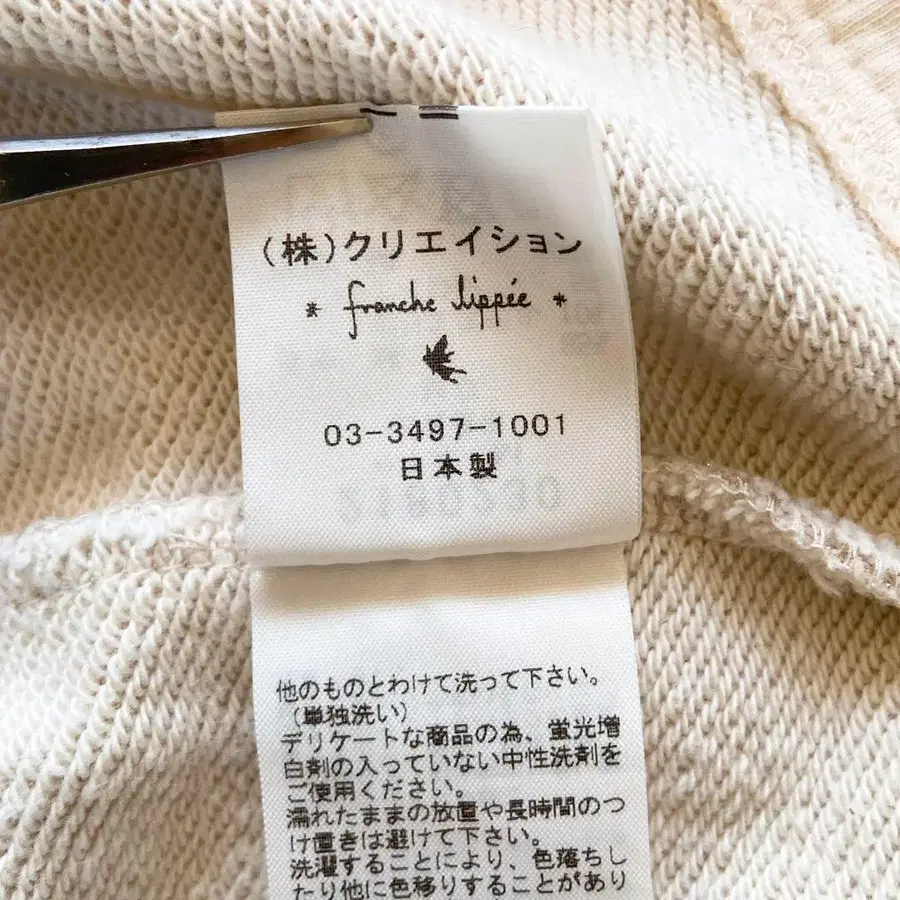 (株)クリエイション
* franche lippée *
03-3497-1001
日本製
他のものとわけて洗って下さい。
(単独洗い)
デリケートな商品の為、蛍光増
白剤の入っていない中性洗剤を
ご使用ください。
濡れたままの放置や長時間のつ
け置きは避けて下さい。
洗濯することにより、色落ちし
たり他に色移りすることがあり